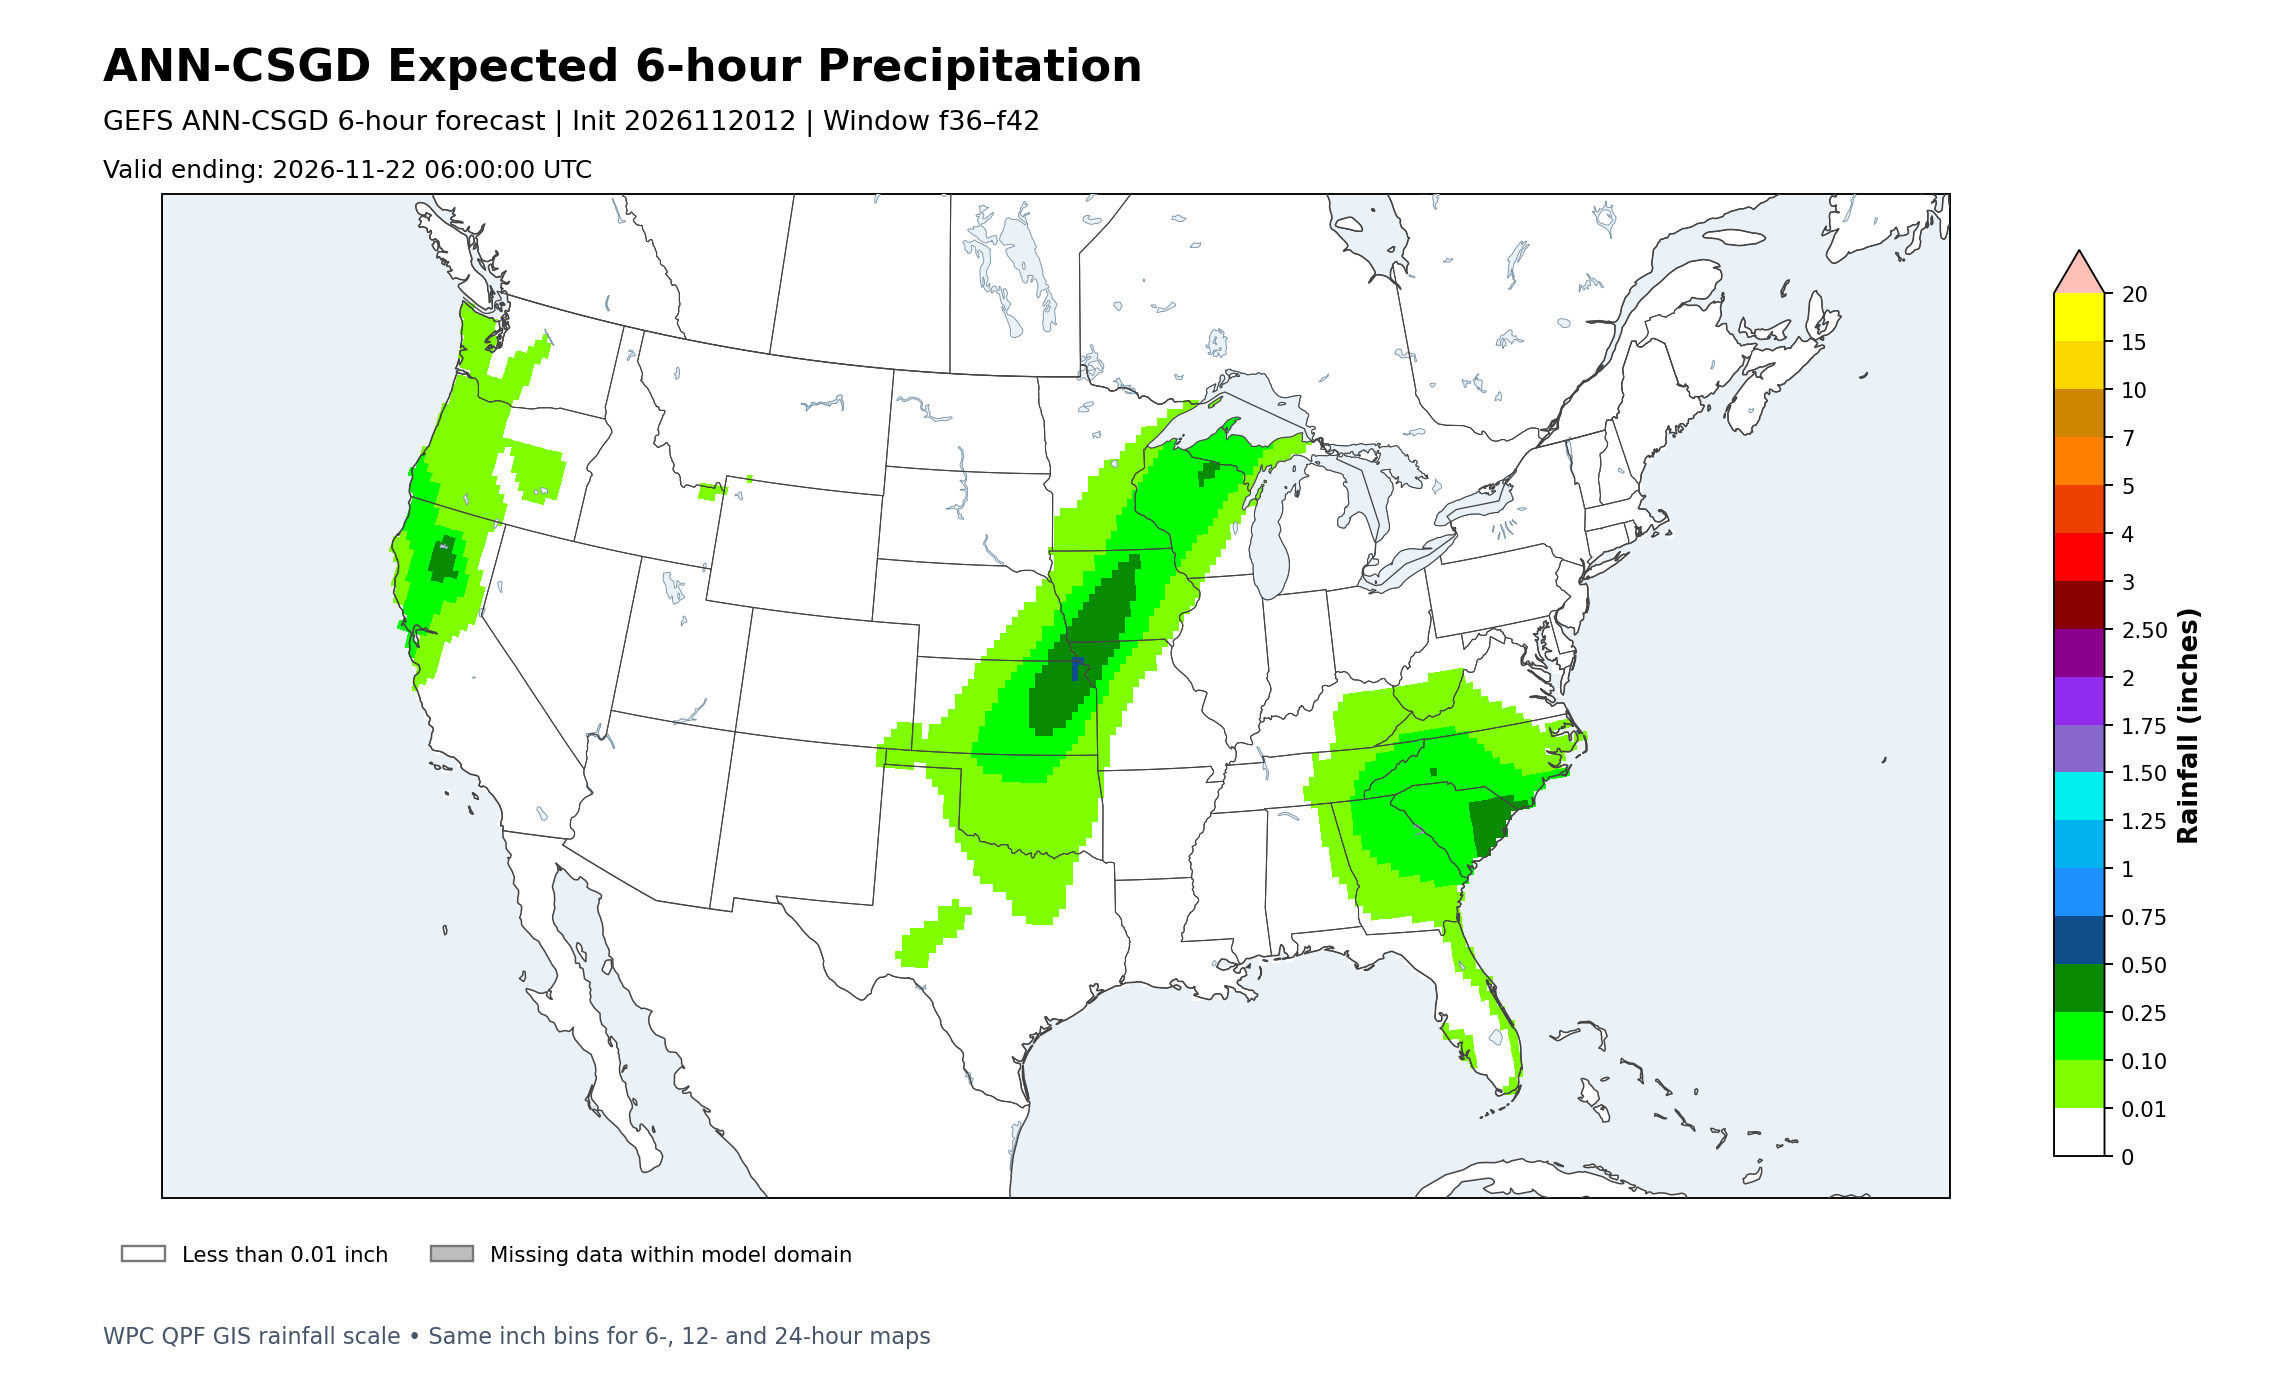 ANN-CSGD Expected 6-hour Precipitation
GEFS ANN-CSGD 6-hour forecast | Init 2026112012 | Window f36–f42
Valid ending: 2026-11-22 06:00:00 UTC
20
15
10
7
5
4
3
2.50
2
1.75
1.50
1.25
1
0.75
0.50
0.25
0.10
0.01
0
Rainfall (inches)
Less than 0.01 inch
Missing data within model domain
WPC QPF GIS rainfall scale • Same inch bins for 6-, 12- and 24-hour maps